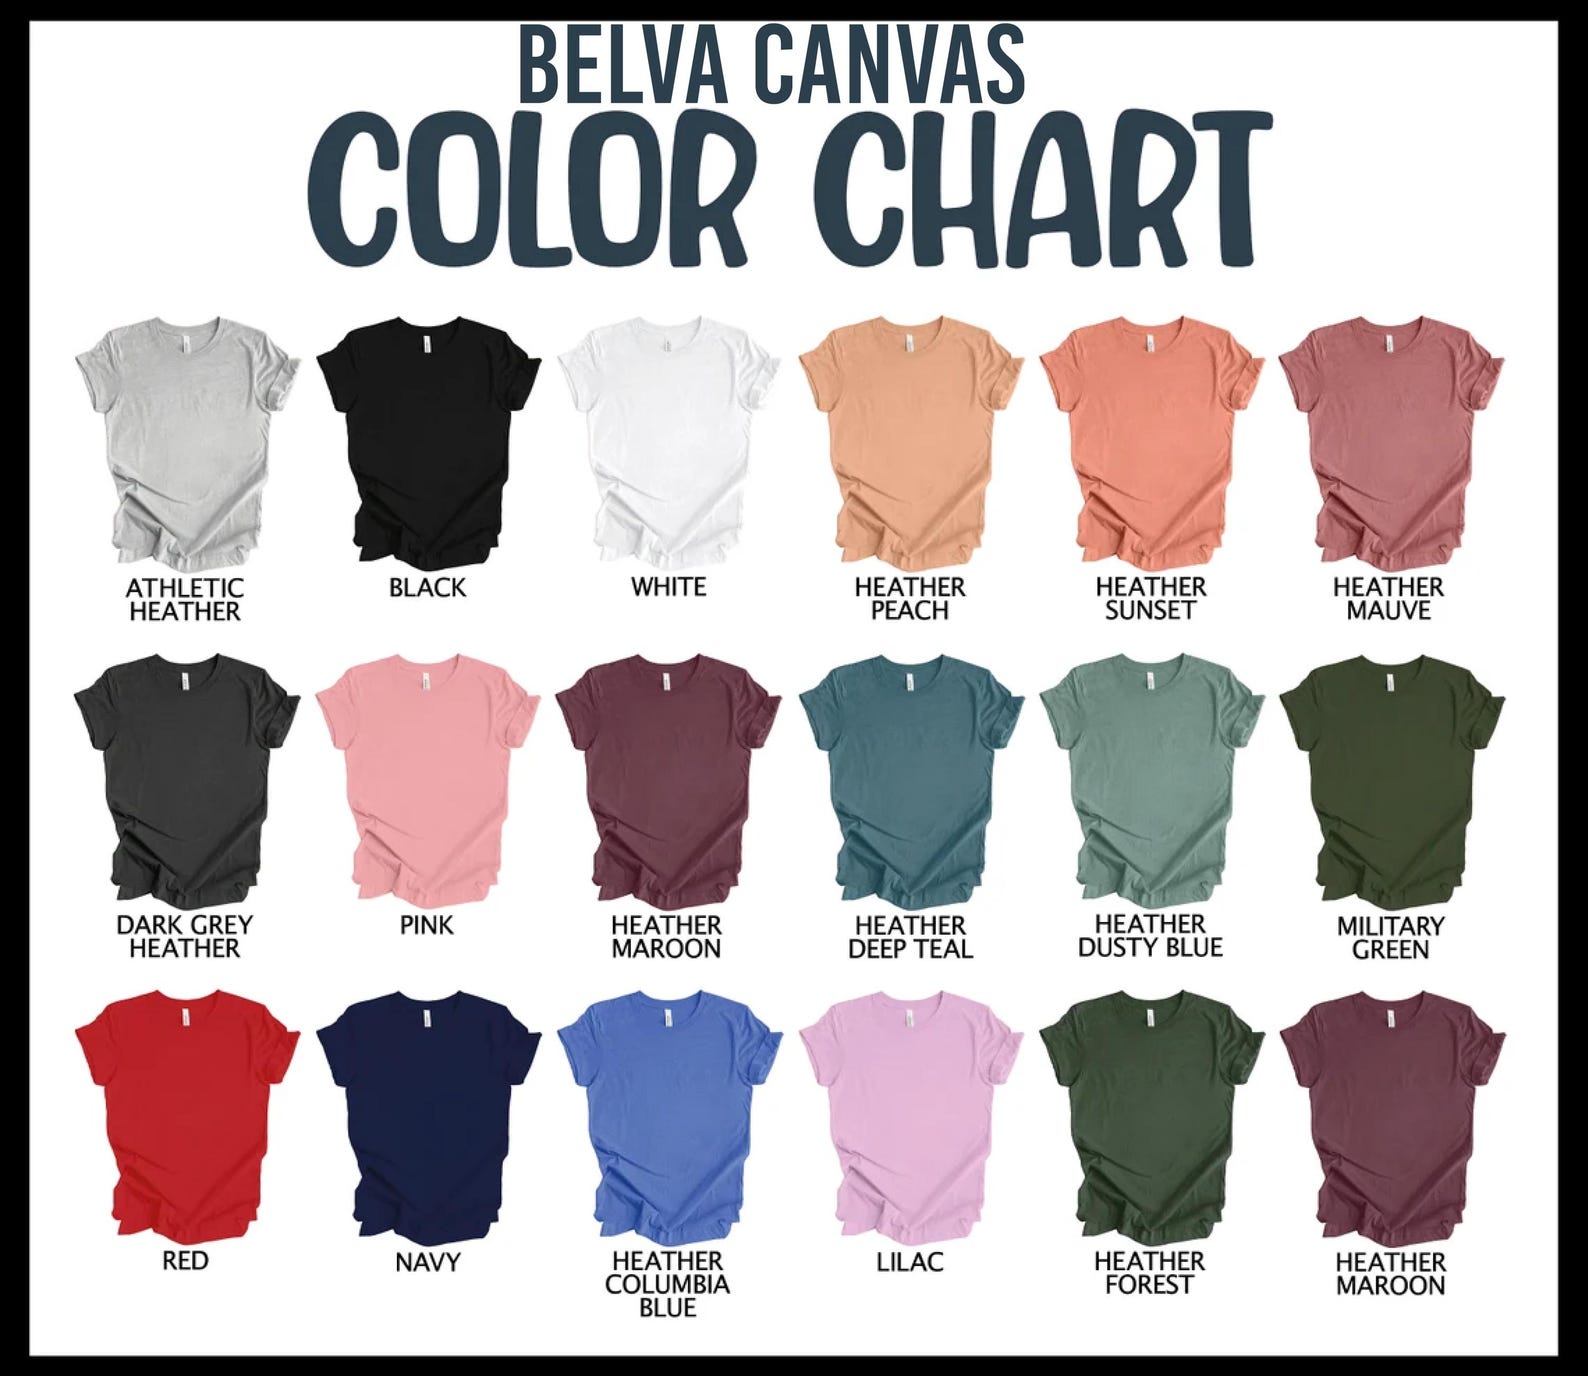 BELVA CANVAS
COLOR CHART
ATHLETIC
HEATHER
BLACK
WHITE
HEATHER
PEACH
HEATHER
SUNSET
HEATHER
MAUVE
DARK GREY
HEATHER
PINK
HEATHER
MAROON
HEATHER
DEEP TEAL
HEATHER
DUSTY BLUE
MILITARY
GREEN
RED
NAVY
HEATHER
COLUMBIA
BLUE
LILAC
HEATHER
FOREST
HEATHER
MAROON